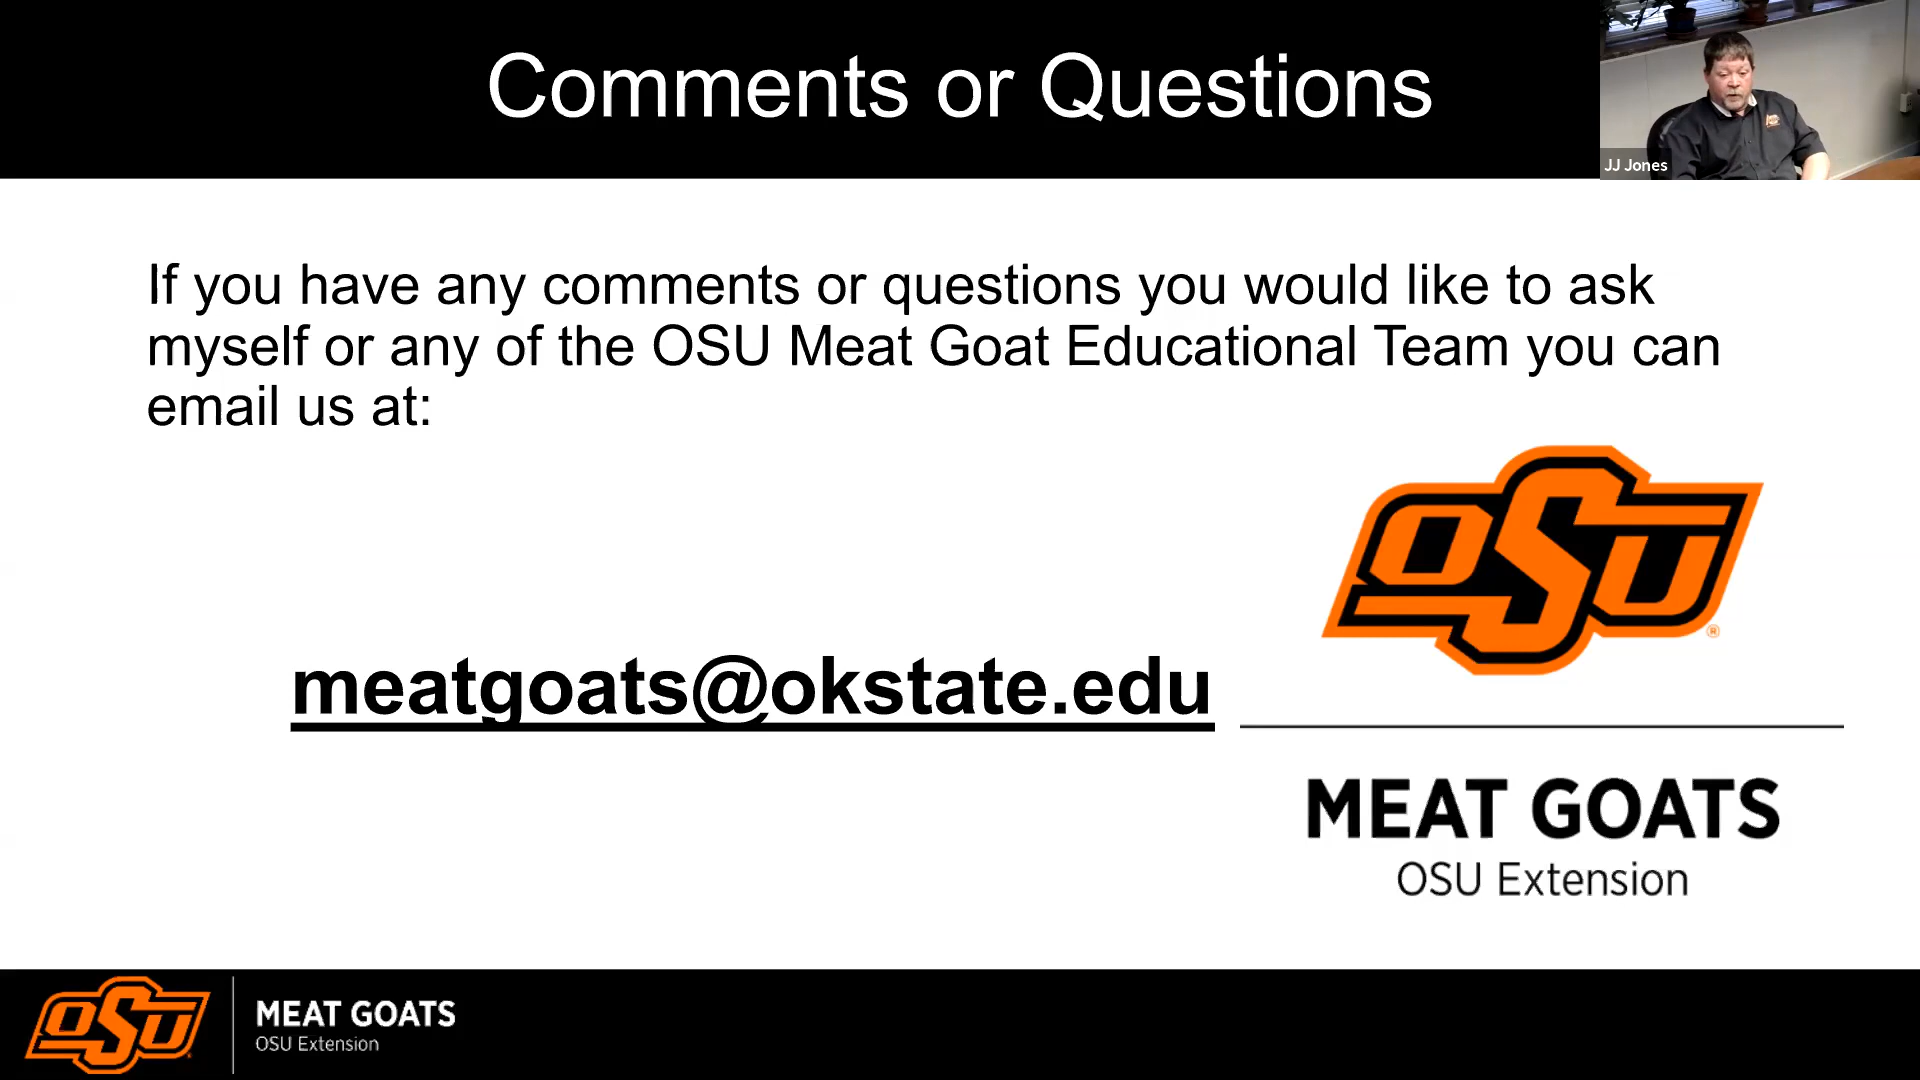 Comments or Questions
JJ Jones
If you have any comments or questions you would like to ask
myself or any of the OSU Meat Goat Educational Team you can
email us at:
OSU
®
meatgoats@okstate.edu
MEAT GOATS
OSU Extension
OSU
MEAT GOATS
OSU Extension